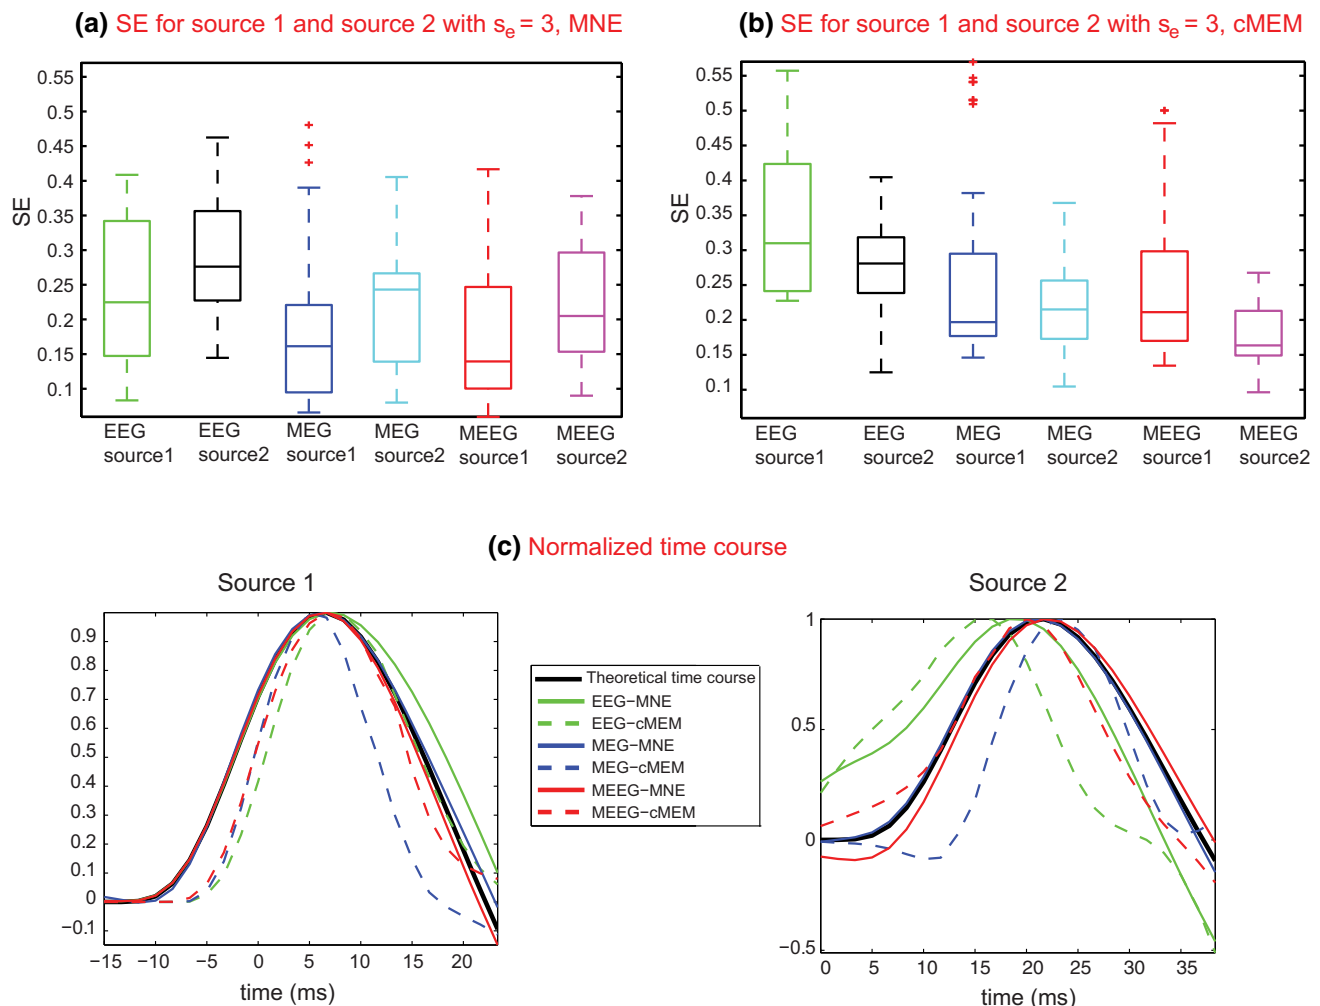 (a) SE for source 1 and source 2 with se = 3, MNE
(b) SE for source 1 and source 2 with se = 3, cMEM
SE
0.55
0.5
0.45
0.4
0.35
0.3
0.25
0.2
0.15
0.1
EEG source1
EEG source2
MEG source1
MEG source2
MEEG source1
MEEG source2
SE
0.55
0.5
0.45
0.4
0.35
0.3
0.25
0.2
0.15
0.1
EEG source1
EEG source2
MEG source1
MEG source2
MEEG source1
MEEG source2
(c) Normalized time course
Source 1
0.9
0.8
0.7
0.6
0.5
0.4
0.3
0.2
0.1
0
−0.1
−15 −10 −5 0 5 10 15 20
time (ms)
Theoretical time course
EEG−MNE
EEG−cMEM
MEG−MNE
MEG−cMEM
MEEG−MNE
MEEG−cMEM
Source 2
1
0.5
0
−0.5
0 5 10 15 20 25 30 35
time (ms)